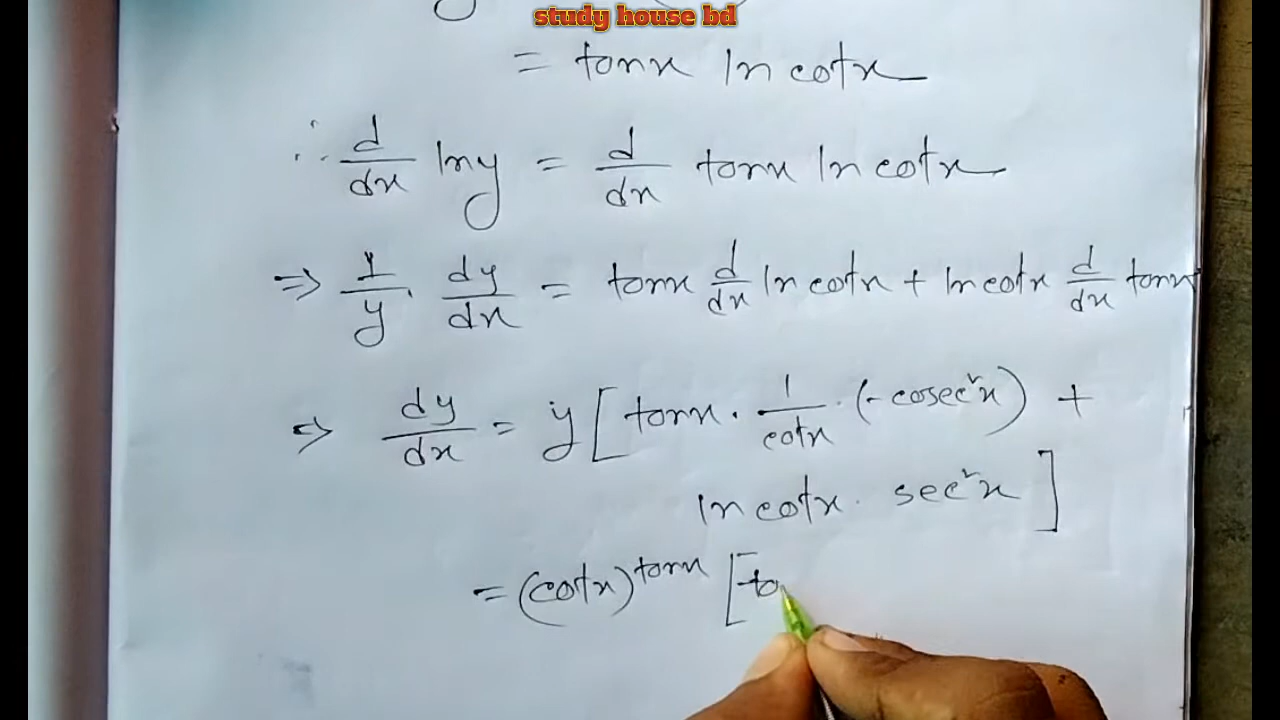 study house bd
= tanx ln cotx
∴ d/dx lny = d/dx tanx ln cotx
⇒ 1/y · dy/dx = tanx d/dx ln cotx + ln cotx d/dx tanx
⇒ dy/dx = y [ tanx · 1/cotx · (- cosec²x) +
ln cotx · sec²x ]
= (cotx)^tanx [ ta